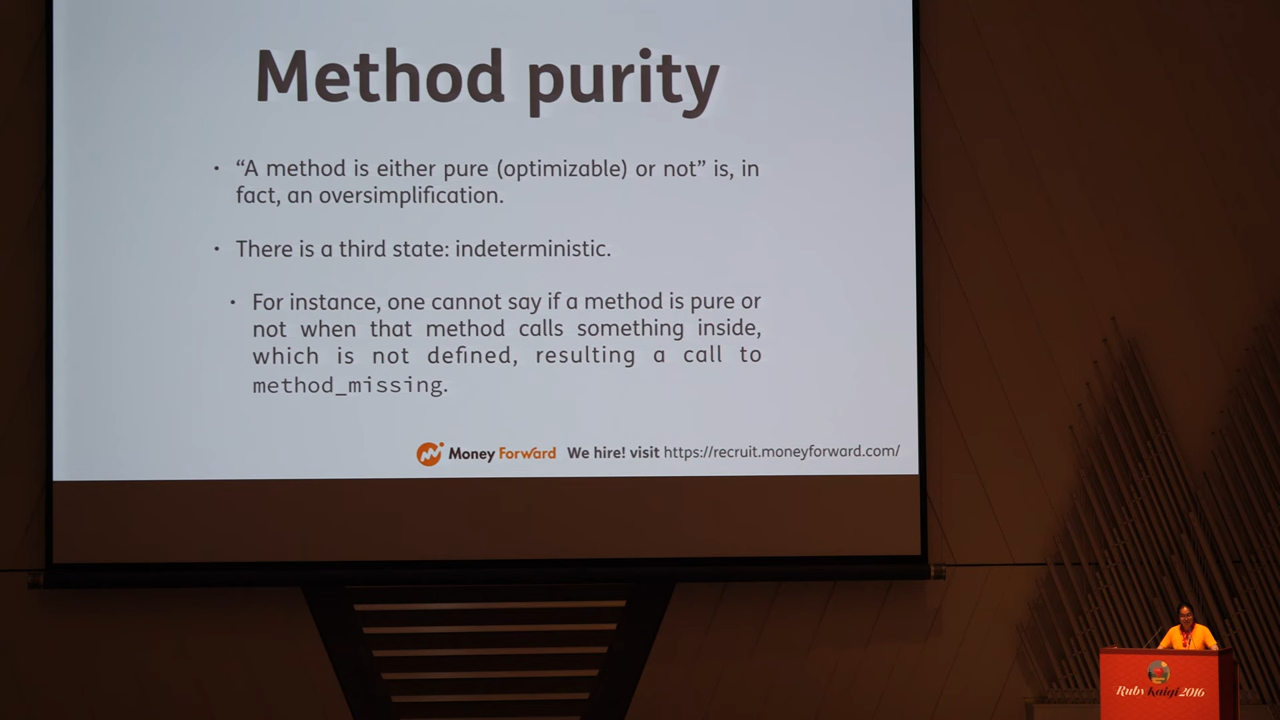 Method purity
• “A method is either pure (optimizable) or not” is, in
fact, an oversimplification.
• There is a third state: indeterministic.
• For instance, one cannot say if a method is pure or
not when that method calls something inside,
which is not defined, resulting a call to
method_missing.
Money Forward We hire! visit https://recruit.moneyforward.com/
RubyKaigi2016